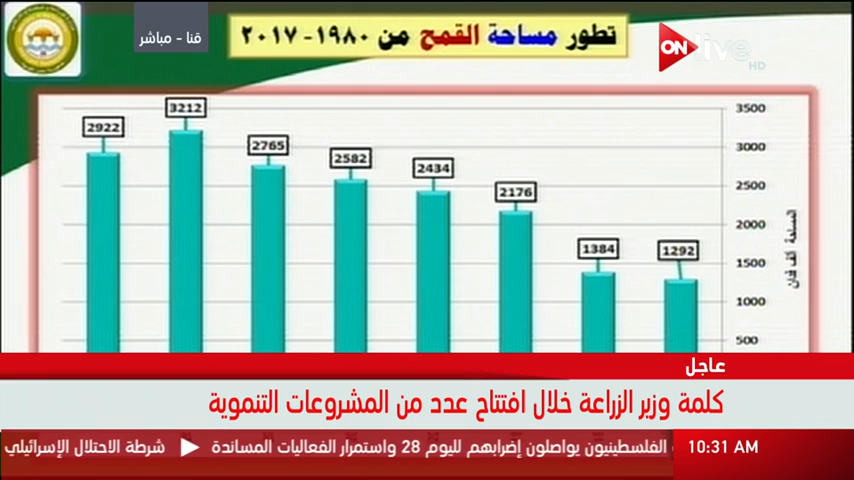 تطور مساحة القمح من ١٩٨٠- ٢٠١٧
قنا - مباشر
ON live
HD
3500
3000
2500
2000
1500
1000
500
المساحة ألف فدان
2922
3212
2765
2582
2434
2176
1384
1292
عاجل
كلمة وزير الزراعة خلال افتتاح عدد من المشروعات التنموية
10:31 AM
الفلسطينيون يواصلون إضرابهم لليوم 28 واستمرار الفعاليات المساندة
شرطة الاحتلال الإسرائيلي